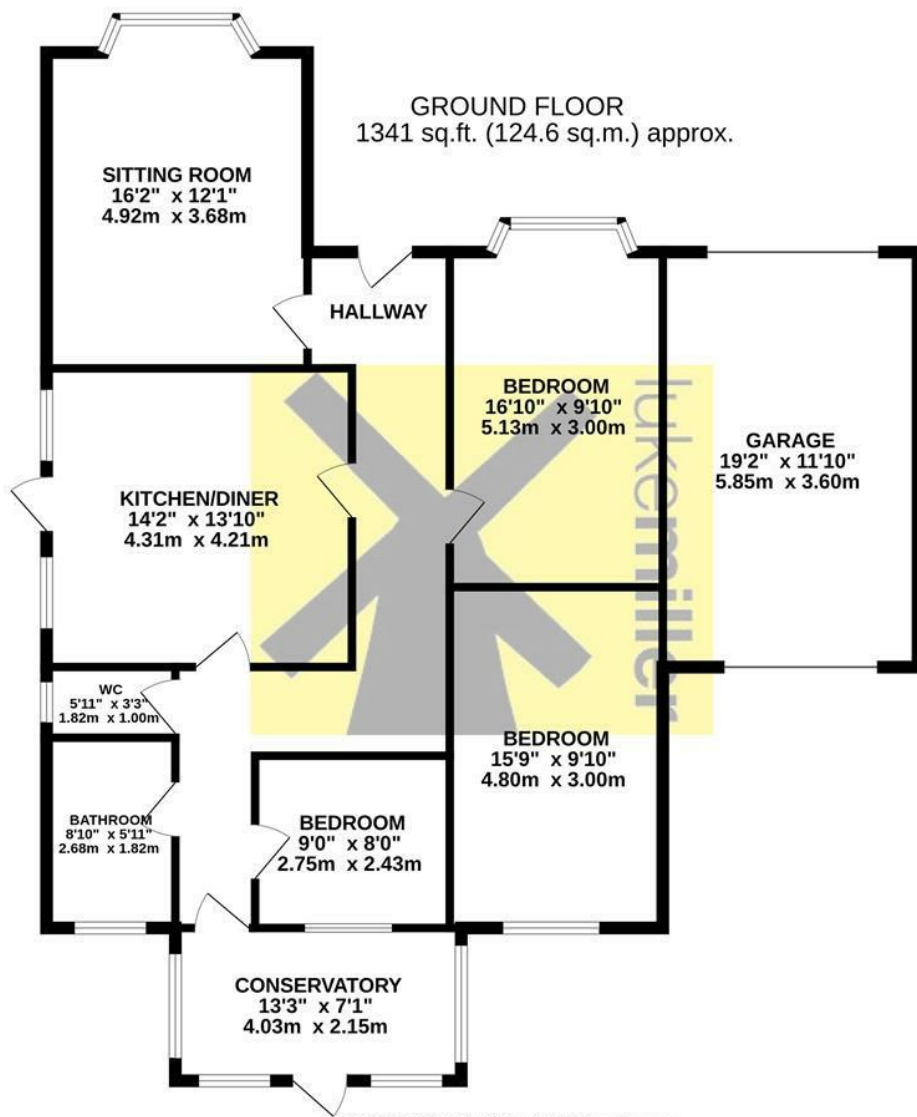 GROUND FLOOR
1341 sq.ft. (124.6 sq.m.) approx.
SITTING ROOM
16'2" x 12'1"
4.92m x 3.68m
HALLWAY
BEDROOM
16'10" x 9'10"
5.13m x 3.00m
lukemiller
GARAGE
19'2" x 11'10"
5.85m x 3.60m
KITCHEN/DINER
14'2" x 13'10"
4.31m x 4.21m
WC
5'11" x 3'3"
1.82m x 1.00m
BEDROOM
15'9" x 9'10"
4.80m x 3.00m
BATHROOM
8'10" x 5'11"
2.68m x 1.82m
BEDROOM
9'0" x 8'0"
2.75m x 2.43m
CONSERVATORY
13'3" x 7'1"
4.03m x 2.15m